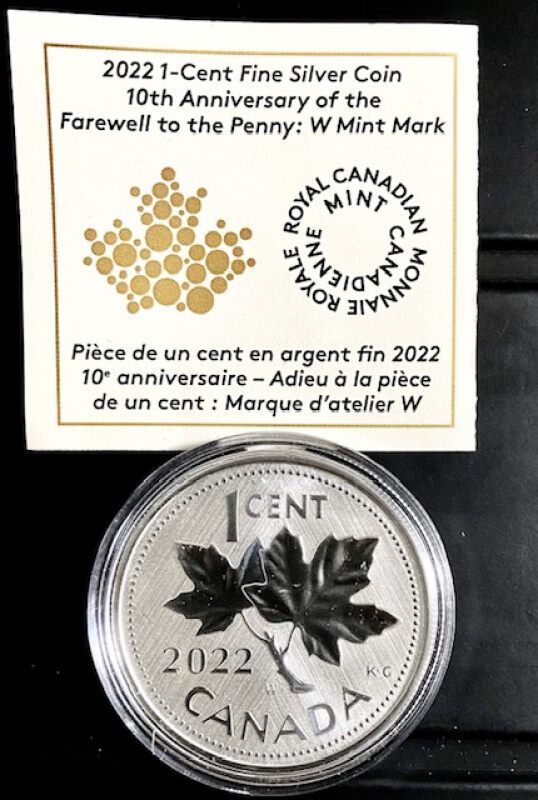 2022 1-Cent Fine Silver Coin
10th Anniversary of the
Farewell to the Penny: W Mint Mark
ROYAL CANADIAN MINT
MONNAIE ROYALE CANADIENNE
Pièce de un cent en argent fin 2022
10e anniversaire – Adieu à la pièce
de un cent : Marque d'atelier W
1 CENT
2022
K·G
W
CANADA